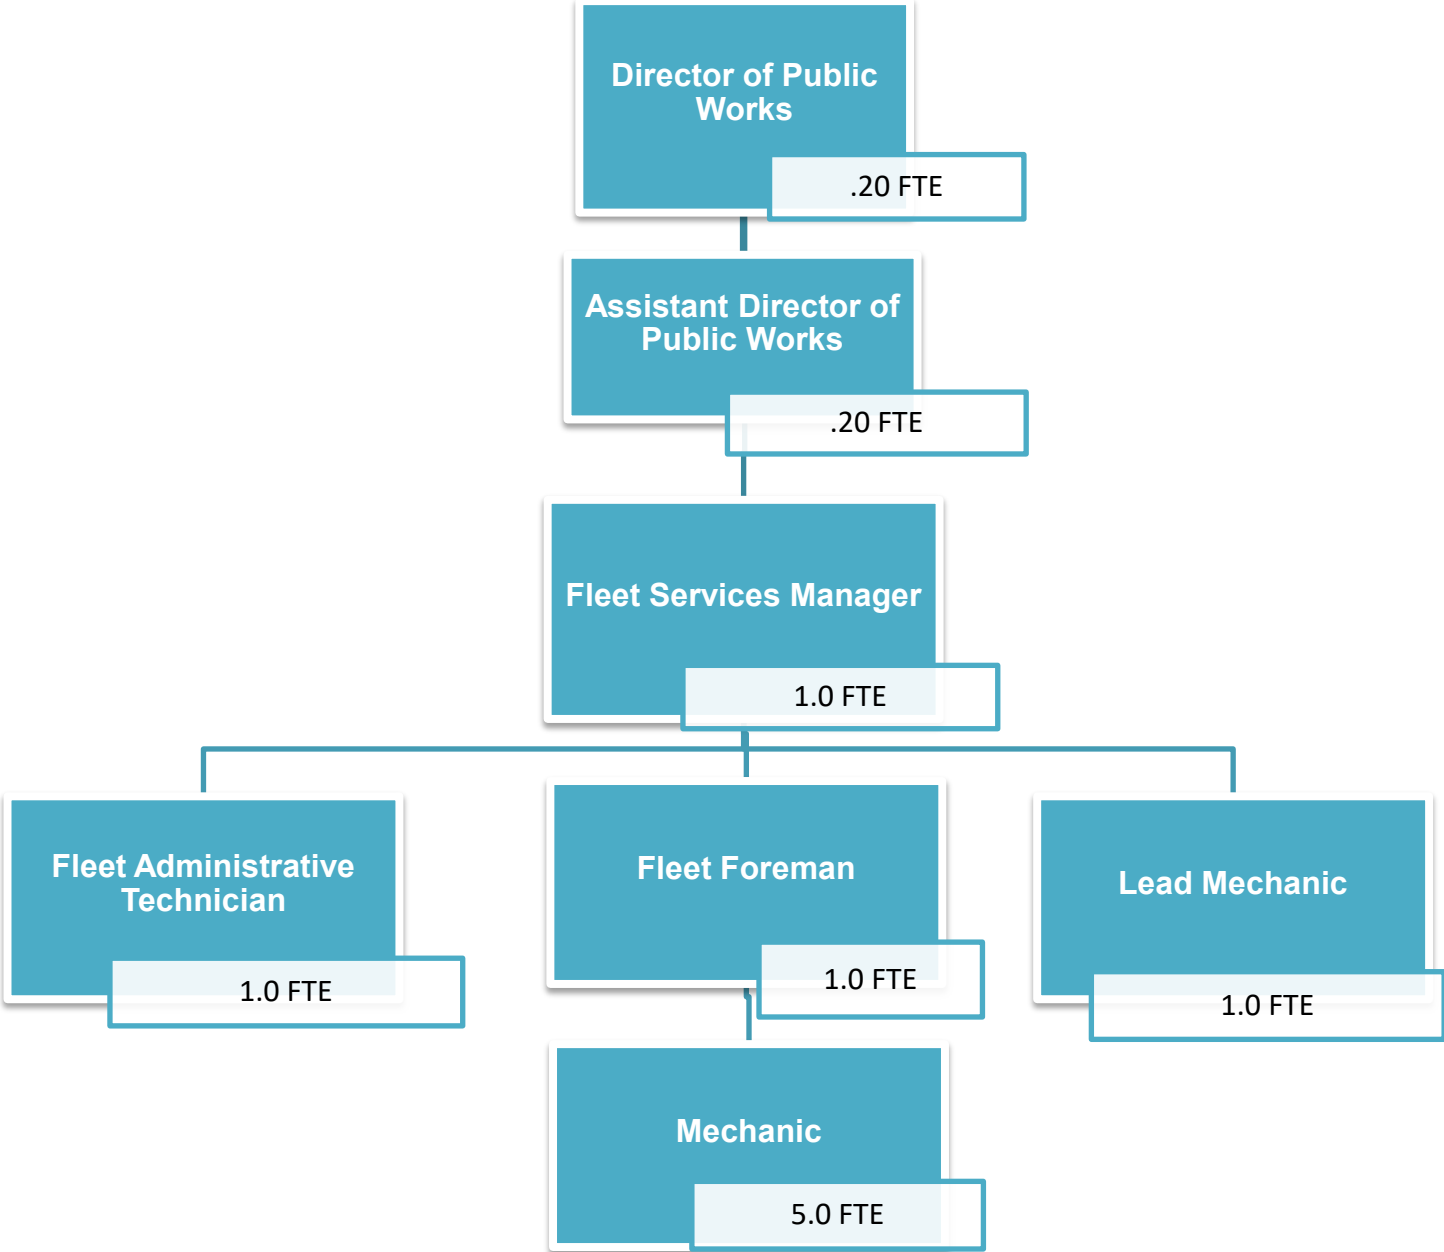 Director of Public
Works
.20 FTE
Assistant Director of
Public Works
.20 FTE
Fleet Services Manager
1.0 FTE
Fleet Administrative
Technician
1.0 FTE
Fleet Foreman
1.0 FTE
Lead Mechanic
1.0 FTE
Mechanic
5.0 FTE